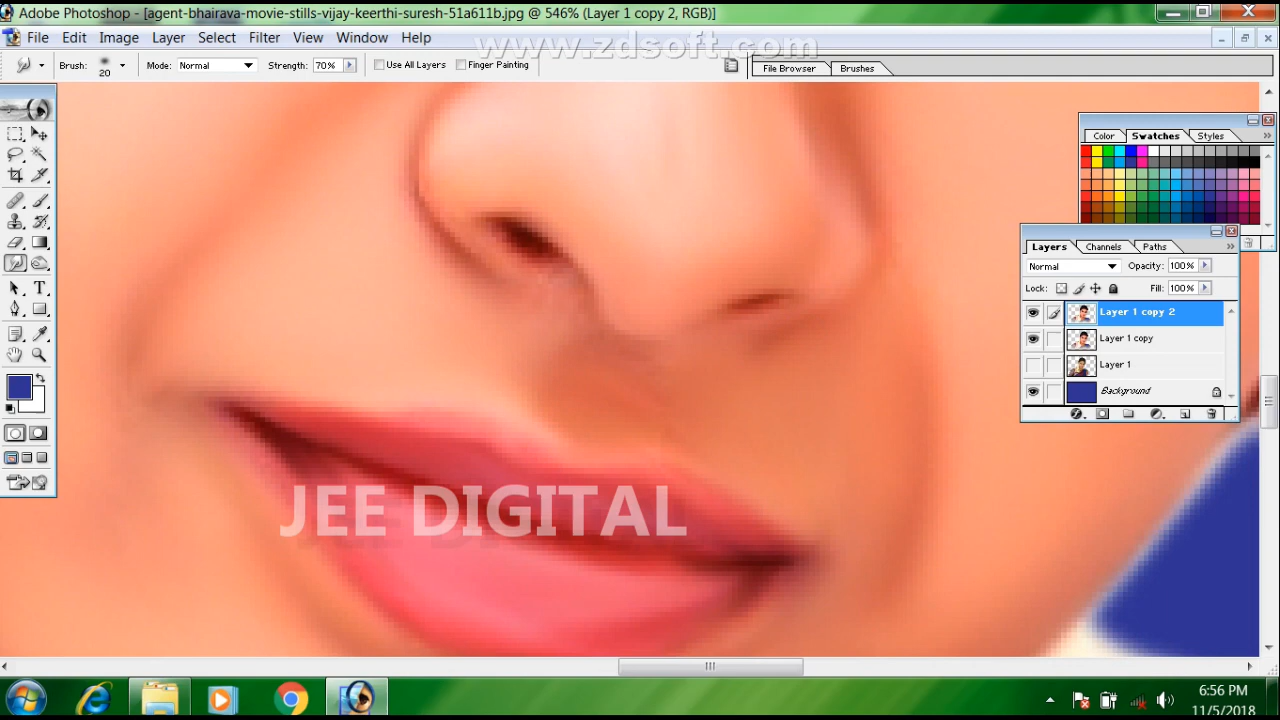 Adobe Photoshop - [agent-bhairava-movie-stills-vijay-keerthi-suresh-51a611b.jpg @ 546% (Layer 1 copy 2, RGB)]
File Edit Image Layer Select Filter View Window Help
www.zdsoft.com
Brush: 20 Mode: Normal Strength: 70% Use All Layers Finger Painting File Browser Brushes
Color Swatches Styles
Layers Channels Paths
Normal Opacity: 100%
Lock: Fill: 100%
Layer 1 copy 2
Layer 1 copy
Layer 1
Background
JEE DIGITAL
6:56 PM
11/5/2018